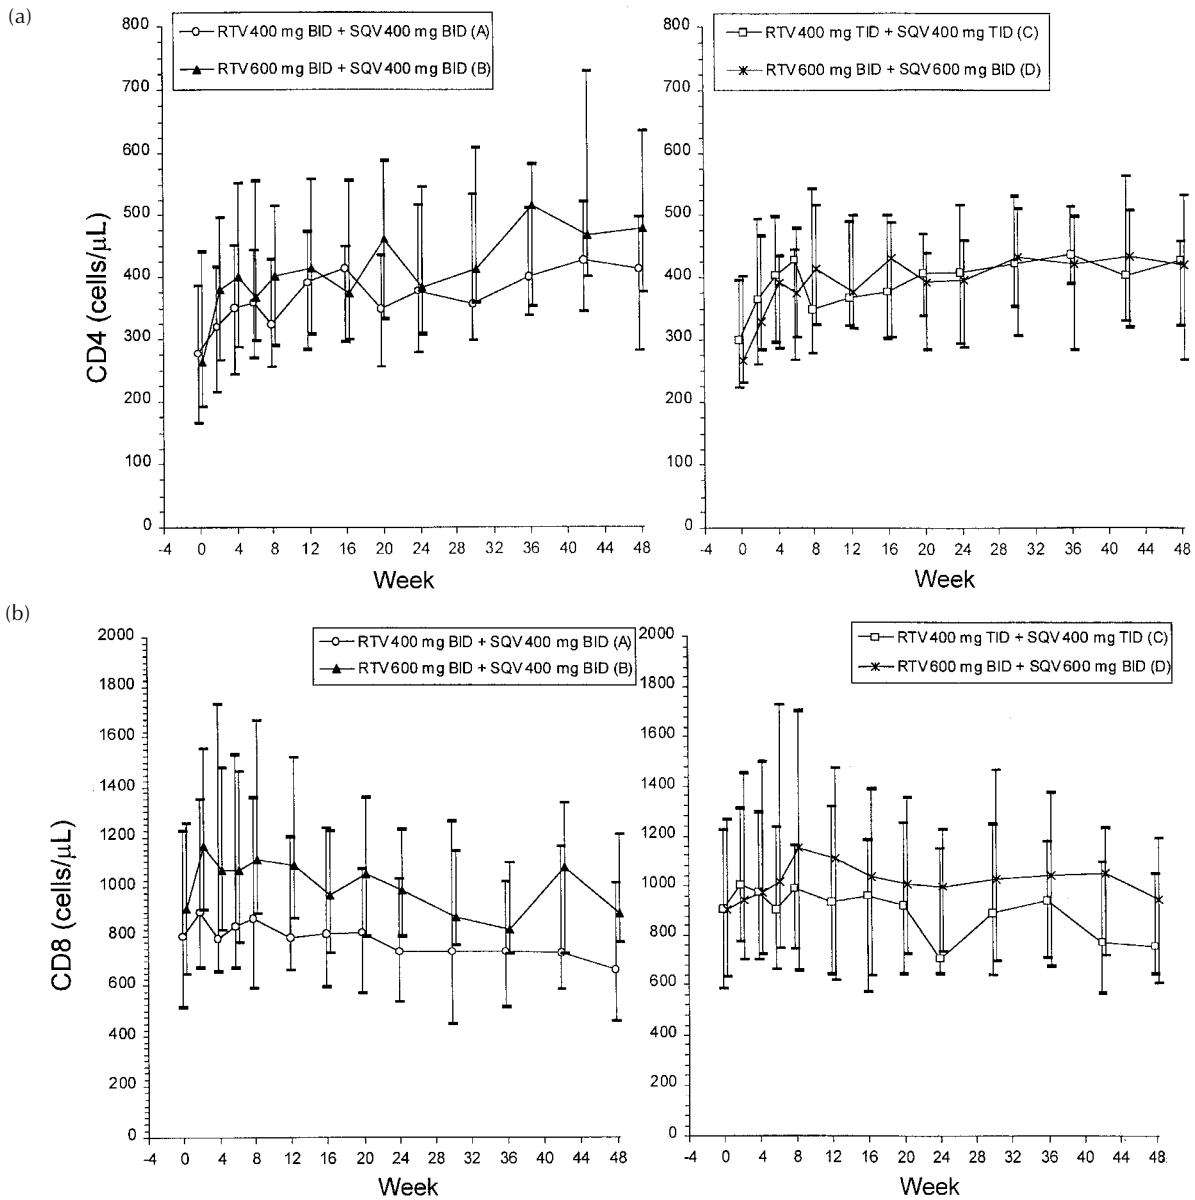 (a)
RTV 400 mg BID + SQV 400 mg BID (A)
RTV 600 mg BID + SQV 400 mg BID (B)
CD4 (cells/μL)
800
700
600
500
400
300
200
100
0
-4 0 4 8 12 16 20 24 28 32 36 40 44 48
Week
RTV 400 mg TID + SQV 400 mg TID (C)
RTV 600 mg BID + SQV 600 mg BID (D)
800
700
600
500
400
300
200
100
0
-4 0 4 8 12 16 20 24 28 32 36 40 44 48
Week
(b)
RTV 400 mg BID + SQV 400 mg BID (A)
RTV 600 mg BID + SQV 400 mg BID (B)
CD8 (cells/μL)
2000
1800
1600
1400
1200
1000
800
600
400
200
0
-4 0 4 8 12 16 20 24 28 32 36 40 44 48
Week
RTV 400 mg TID + SQV 400 mg TID (C)
RTV 600 mg BID + SQV 600 mg BID (D)
2000
1800
1600
1400
1200
1000
800
600
400
200
0
-4 0 4 8 12 16 20 24 28 32 36 40 44 48
Week